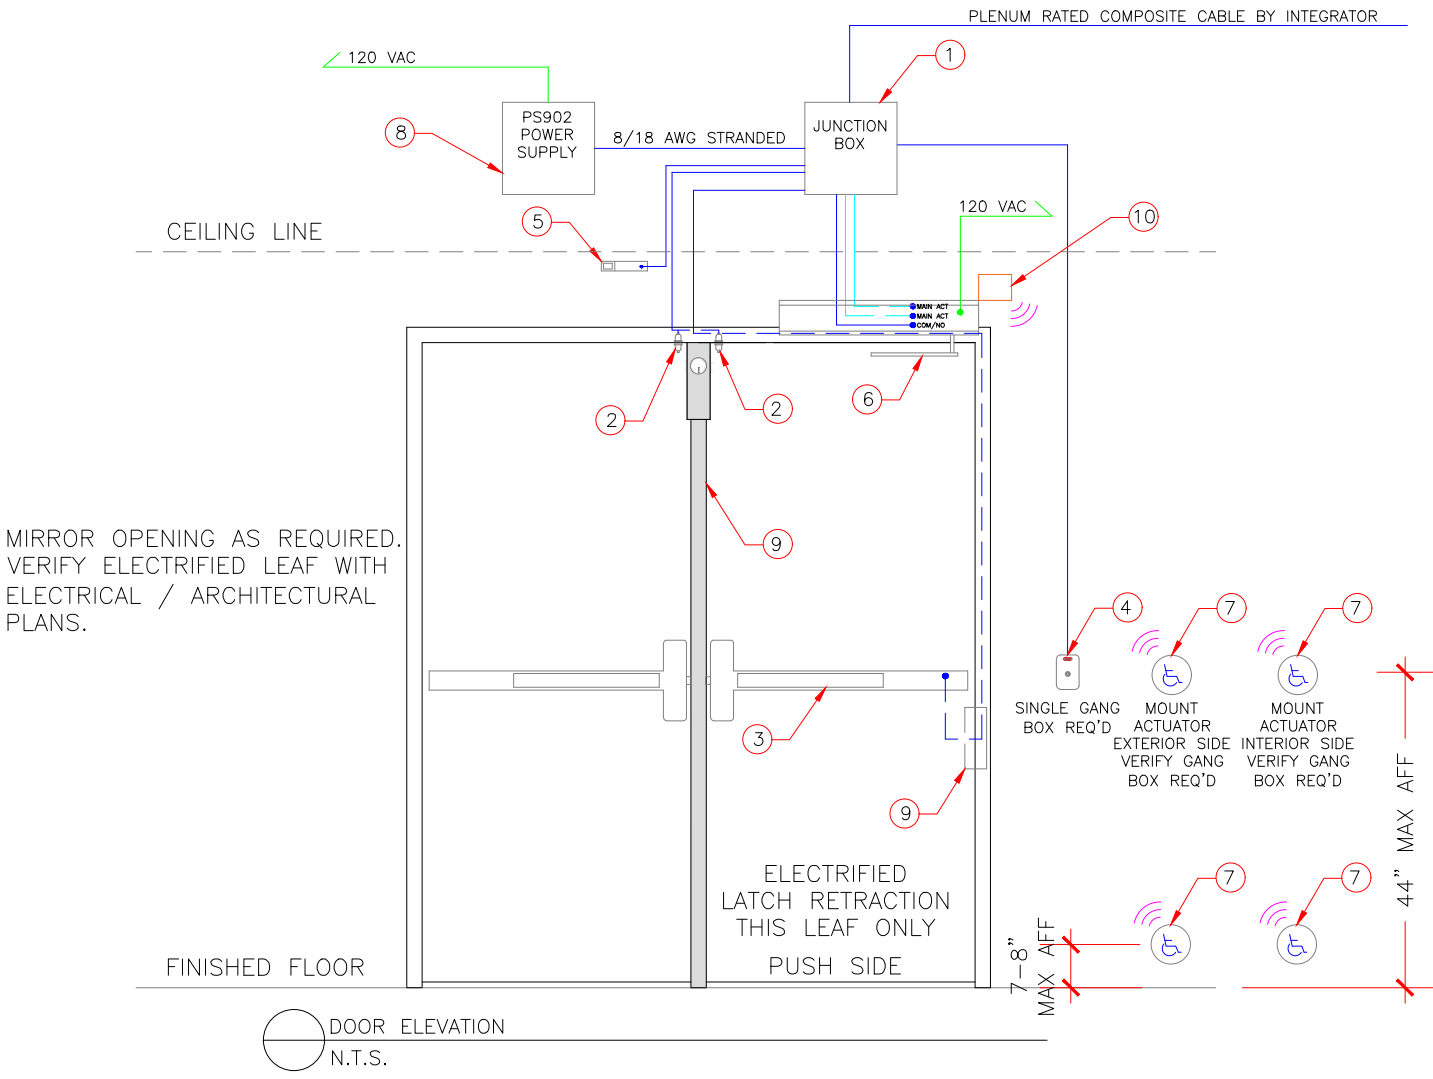 PLENUM RATED COMPOSITE CABLE BY INTEGRATOR
120 VAC
1
PS902
POWER
SUPPLY
8
8/18 AWG STRANDED
JUNCTION
BOX
5
120 VAC
10
CEILING LINE
MAIN ACT
MAIN ACT
COM/NO
2
2
6
MIRROR OPENING AS REQUIRED.
VERIFY ELECTRIFIED LEAF WITH
ELECTRICAL / ARCHITECTURAL
PLANS.
9
4
7
7
SINGLE GANG
BOX REQ'D
MOUNT
ACTUATOR
EXTERIOR SIDE
VERIFY GANG
BOX REQ'D
MOUNT
ACTUATOR
INTERIOR SIDE
VERIFY GANG
BOX REQ'D
3
9
44" MAX AFF
ELECTRIFIED
LATCH RETRACTION
THIS LEAF ONLY
PUSH SIDE
7
7
7-8"
MAX AFF
FINISHED FLOOR
DOOR ELEVATION
N.T.S.